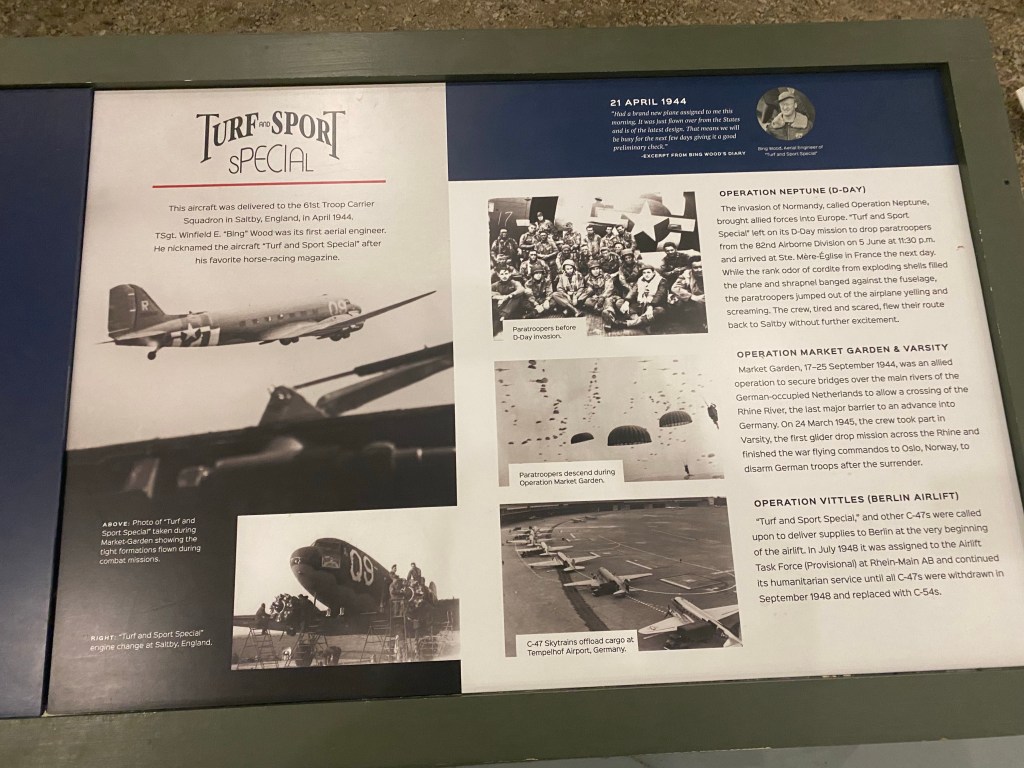 TURF AND SPORT
SPECIAL
This aircraft was delivered to the 61st Troop Carrier
Squadron in Saltby, England, in April 1944.
TSgt. Winfield E. "Bing" Wood was its first aerial engineer.
He nicknamed the aircraft "Turf and Sport Special" after
his favorite horse-racing magazine.
R
Q9
ABOVE: Photo of "Turf and
Sport Special" taken during
Market-Garden showing the
tight formations flown during
combat missions.
RIGHT: "Turf and Sport Special"
engine change at Saltby, England.
Q9
21 APRIL 1944
"Had a brand new plane assigned to me this
morning. It was just flown over from the States
and is of the latest design. That means we will
be busy for the next few days giving it a good
preliminary check."
-EXCERPT FROM BING WOOD'S DIARY
Bing Wood, Aerial Engineer of
"Turf and Sport Special"
17
Paratroopers before
D-Day invasion.
OPERATION NEPTUNE (D-DAY)
The invasion of Normandy, called Operation Neptune,
brought allied forces into Europe. "Turf and Sport
Special" left on its D-Day mission to drop paratroopers
from the 82nd Airborne Division on 5 June at 11:30 p.m.
and arrived at Ste. Mère-Église in France the next day.
While the rank odor of cordite from exploding shells filled
the plane and shrapnel banged against the fuselage,
the paratroopers jumped out of the airplane yelling and
screaming. The crew, tired and scared, flew their route
back to Saltby without further excitement.
Paratroopers descend during
Operation Market Garden.
OPERATION MARKET GARDEN & VARSITY
Market Garden, 17-25 September 1944, was an allied
operation to secure bridges over the main rivers of the
German-occupied Netherlands to allow a crossing of the
Rhine River, the last major barrier to an advance into
Germany. On 24 March 1945, the crew took part in
Varsity, the first glider drop mission across the Rhine and
finished the war flying commandos to Oslo, Norway, to
disarm German troops after the surrender.
C-47 Skytrains offload cargo at
Tempelhof Airport, Germany.
OPERATION VITTLES (BERLIN AIRLIFT)
"Turf and Sport Special," and other C-47s were called
upon to deliver supplies to Berlin at the very beginning
of the airlift. In July 1948 it was assigned to the Airlift
Task Force (Provisional) at Rhein-Main AB and continued
its humanitarian service until all C-47s were withdrawn in
September 1948 and replaced with C-54s.